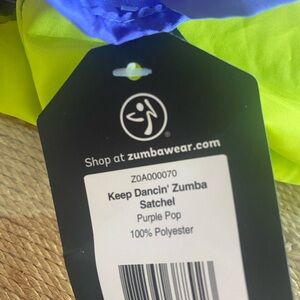 ®
Shop at zumbawear.com
Z0A000070
Keep Dancin' Zumba
Satchel
Purple Pop
100% Polyester